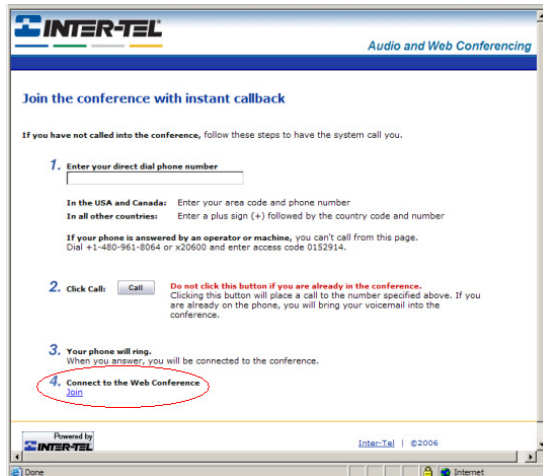 INTER-TEL
Audio and Web Conferencing
Join the conference with instant callback
If you have not called into the conference, follow these steps to have the system call you.
1. Enter your direct dial phone number
In the USA and Canada: Enter your area code and phone number
In all other countries: Enter a plus sign (+) followed by the country code and number
If your phone is answered by an operator or machine, you can't call from this page.
Dial +1-480-961-8064 or x20600 and enter access code 0152914.
2. Click Call: Call Do not click this button if you are already in the conference.
Clicking this button will place a call to the number specified above. If you
are already on the phone, you will bring your voicemail into the
conference.
3. Your phone will ring.
When you answer, you will be connected to the conference.
4. Connect to the Web Conference
Join
Powered by
INTER-TEL
Inter-Tel | ©2006
Done Internet